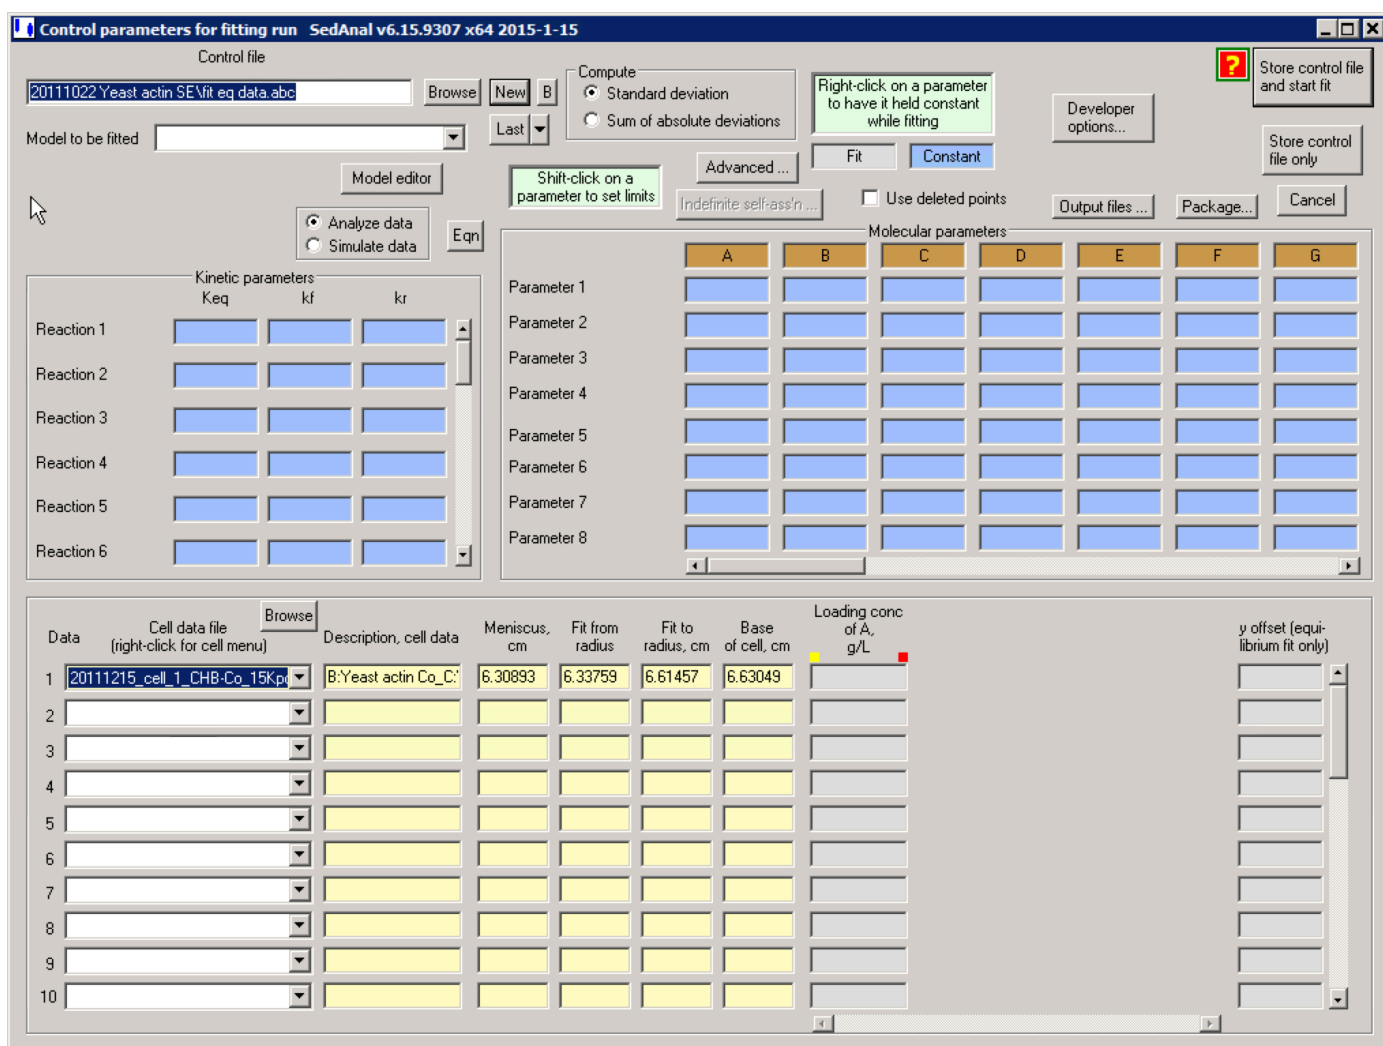 Control parameters for fitting run SedAnal v6.15.9307 x64 2015-1-15
Control file
20111022 Yeast actin SE\fit eq data.abc
Browse
New
B
Model to be fitted
Last
Model editor
Analyze data
Simulate data
Eqn
Compute
Standard deviation
Sum of absolute deviations
Right-click on a parameter
to have it held constant
while fitting
Fit
Constant
Shift-click on a
parameter to set limits
Advanced ...
Indefinite self-ass'n ...
Use deleted points
Developer
options...
?
Store control file
and start fit
Store control
file only
Output files ...
Package...
Cancel
Kinetic parameters
Keq kf kr
Reaction 1
Reaction 2
Reaction 3
Reaction 4
Reaction 5
Reaction 6
Molecular parameters
A B C D E F G
Parameter 1
Parameter 2
Parameter 3
Parameter 4
Parameter 5
Parameter 6
Parameter 7
Parameter 8
Data
Cell data file
(right-click for cell menu)
Browse
Description, cell data
Meniscus,
cm
Fit from
radius
Fit to
radius, cm
Base
of cell, cm
Loading conc
of A,
g/L
y offset (equi-
librium fit only)
1 20111215_cell_1_CHB-Co_15Kpc B:Yeast actin Co_C:' 6.30893 6.33759 6.61457 6.63049
2
3
4
5
6
7
8
9
10